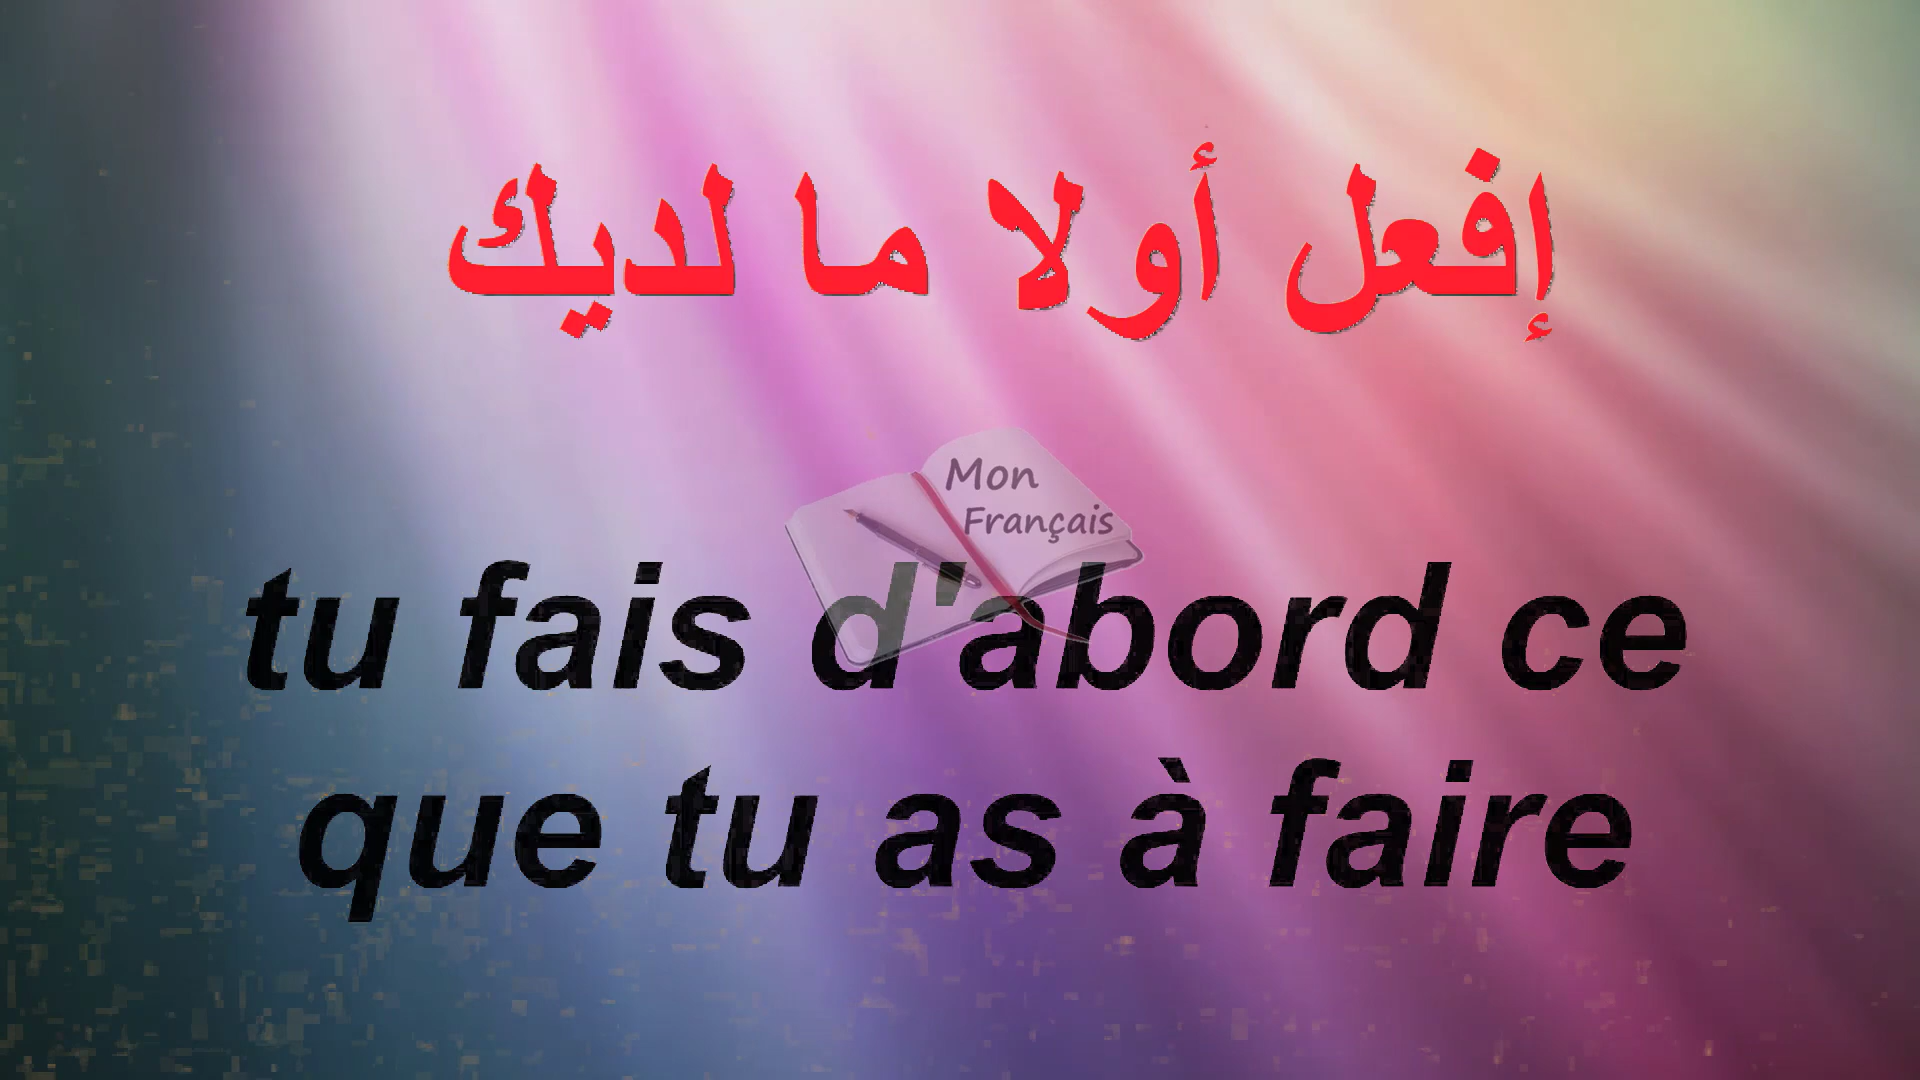 إفعل أولا ما لديك
Mon
Français
tu fais d'abord ce
que tu as à faire